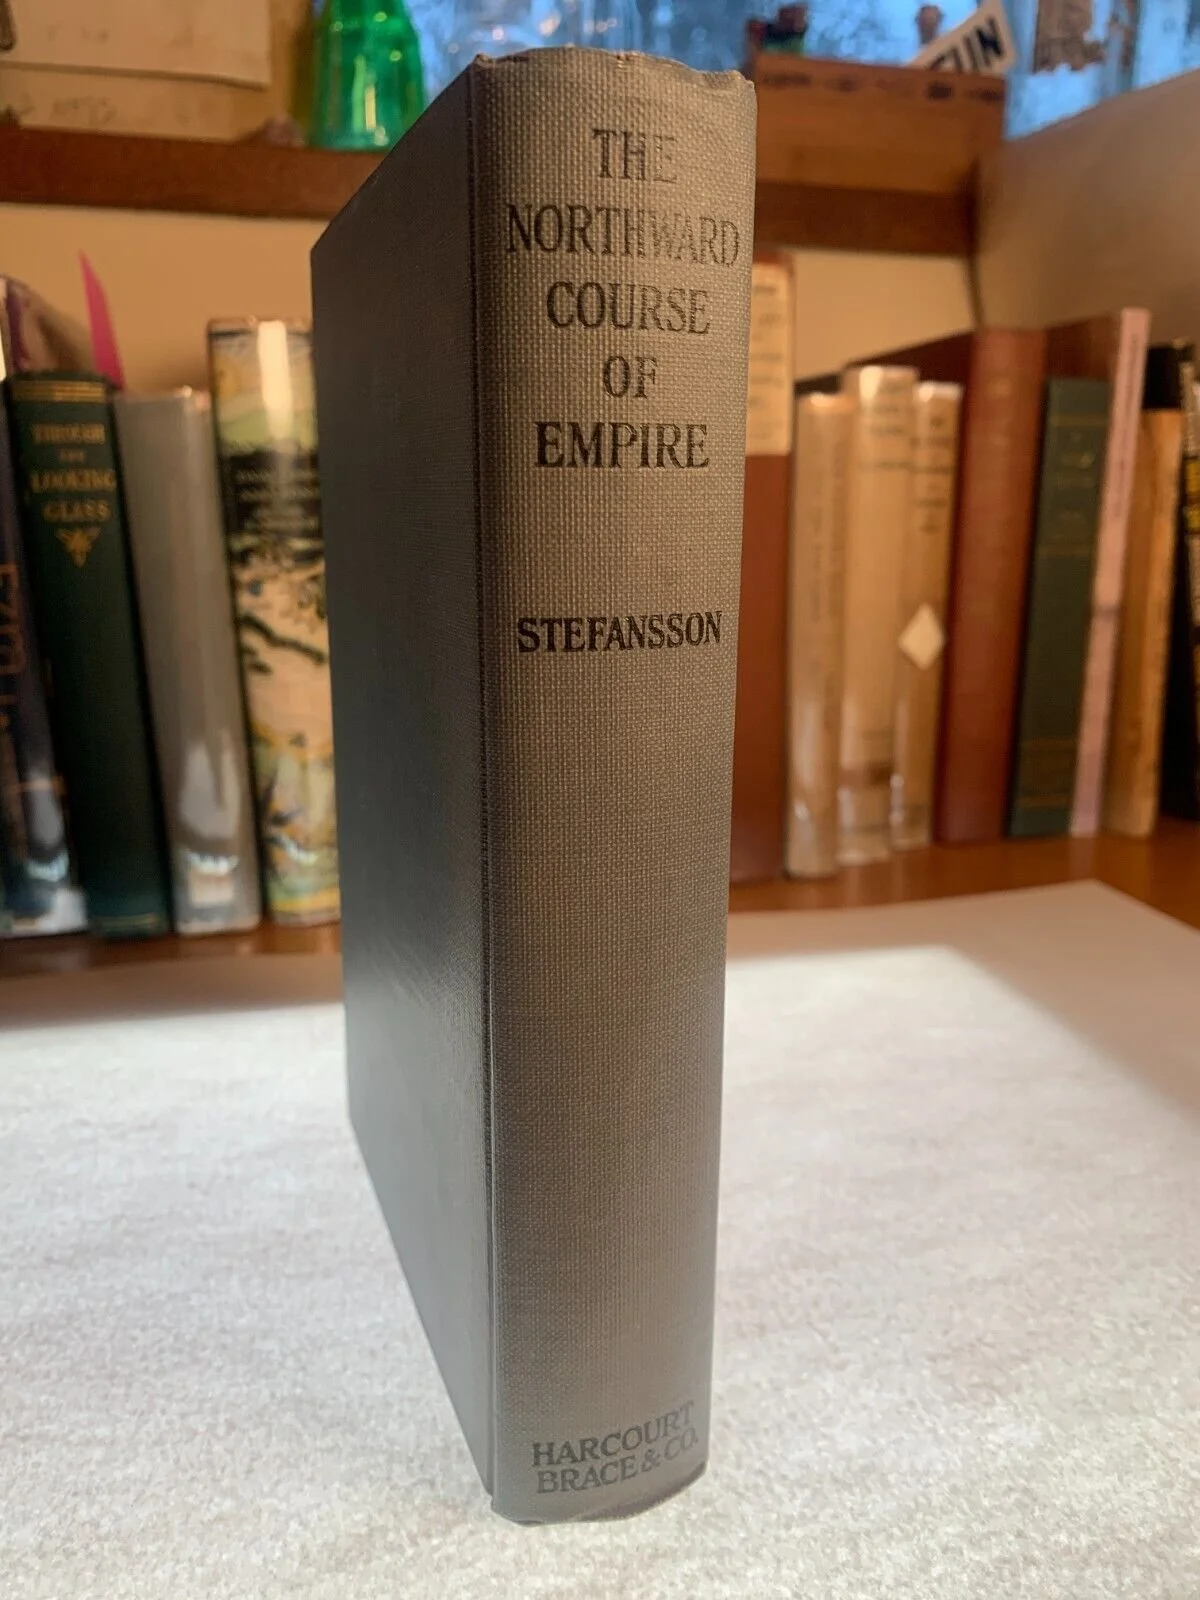 THE
NORTHWARD
COURSE
OF
EMPIRE
STEFANSSON
HARCOURT
BRACE & CO.
THROUGH
THE
LOOKING
GLASS